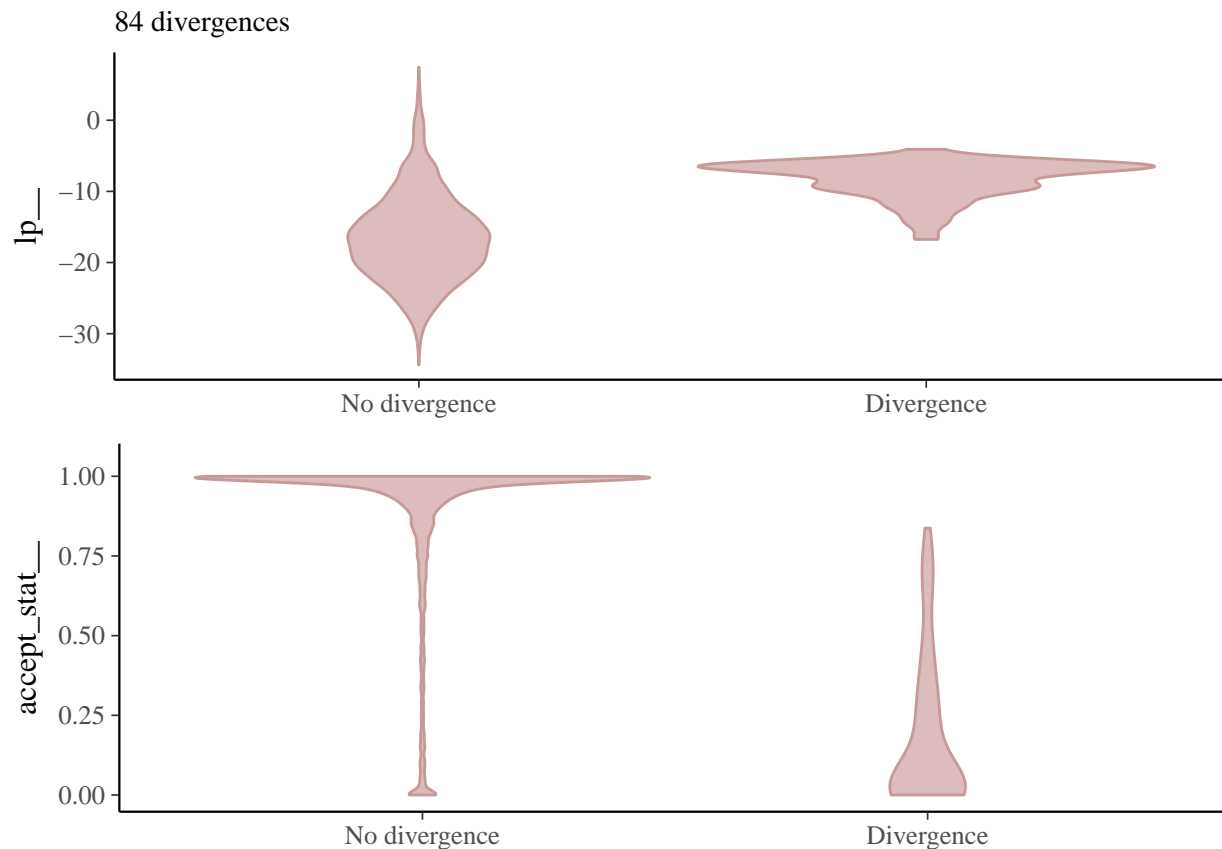 84 divergences
lp__
0
−10
−20
−30
No divergence Divergence
accept_stat__
1.00
0.75
0.50
0.25
0.00
No divergence Divergence